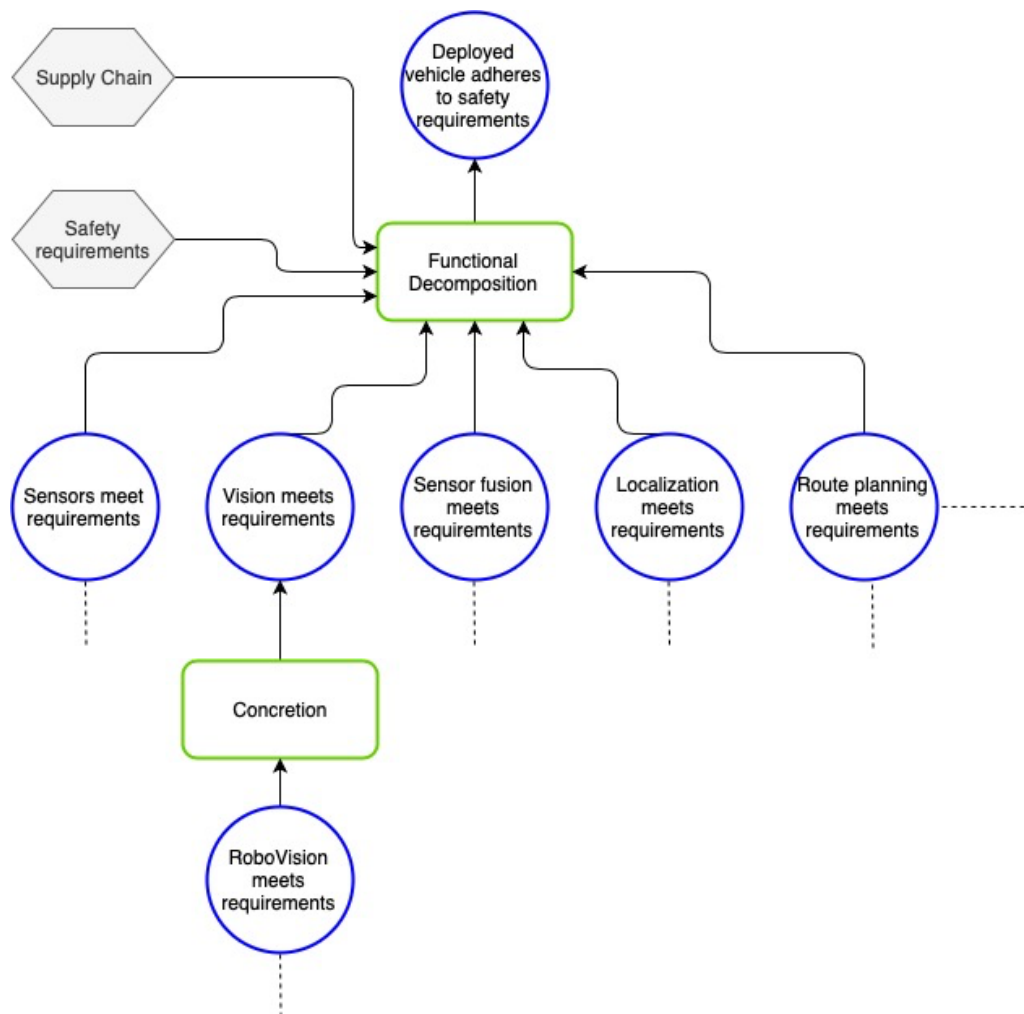 Deployed
vehicle adheres
to safety
requirements
Supply Chain
Safety
requirements
Functional
Decomposition
Sensors meet
requirements
Vision meets
requirements
Sensor fusion
meets
requiremtents
Localization
meets
requirements
Route planning
meets
requirements
Concretion
RoboVision
meets
requirements